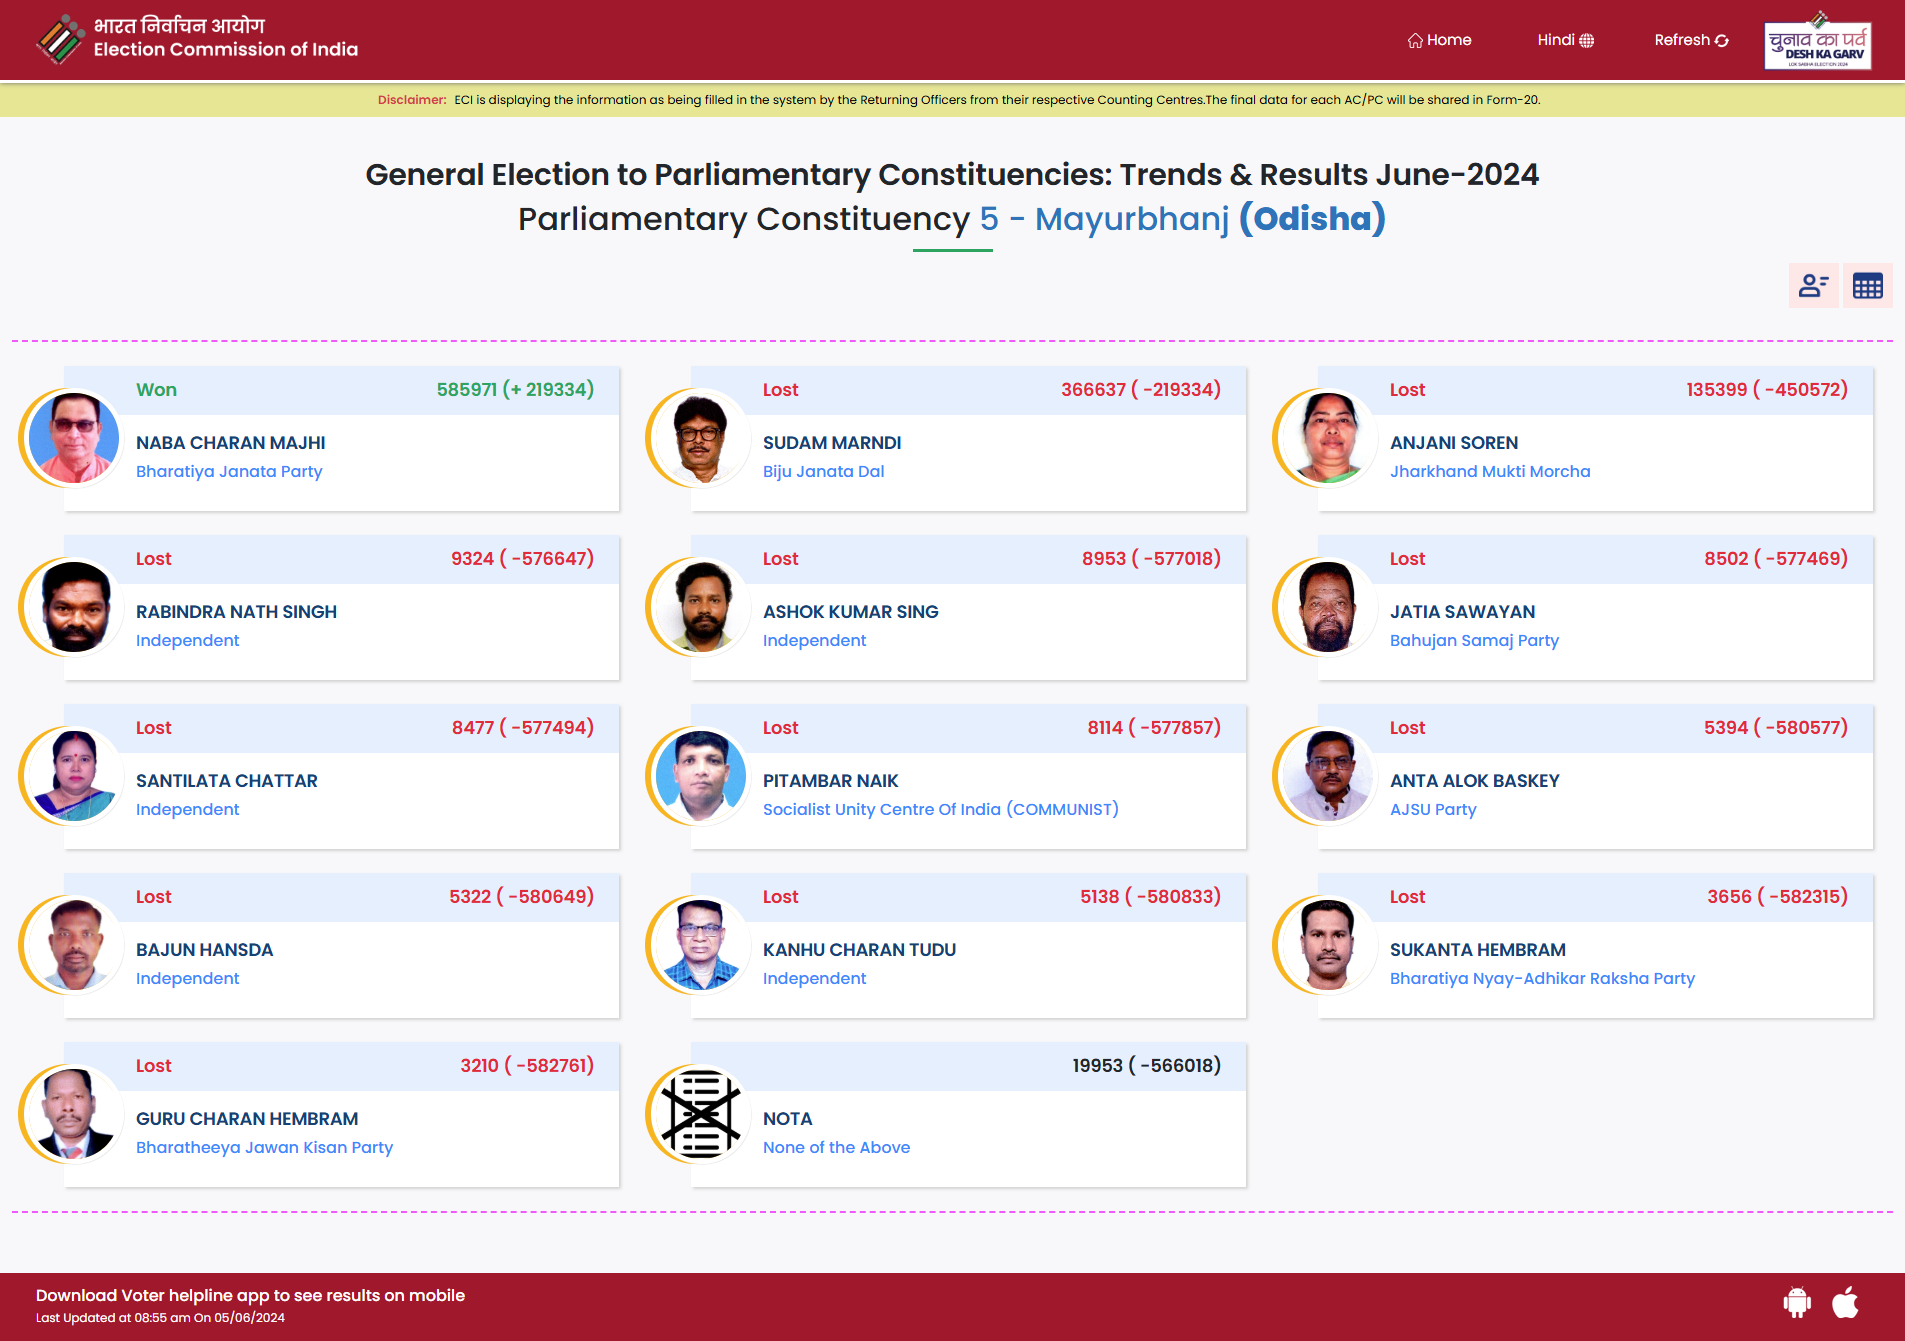 भारत निर्वाचन आयोग
Election Commission of India
Home
Hindi
Refresh
चुनाव का पर्व
DESH KA GARV
LOK SABHA ELECTION 2024
Disclaimer: ECI is displaying the information as being filled in the system by the Returning Officers from their respective Counting Centres.The final data for each AC/PC will be shared in Form-20.
General Election to Parliamentary Constituencies: Trends & Results June-2024
Parliamentary Constituency 5 - Mayurbhanj (Odisha)
Won 585971 (+ 219334)
NABA CHARAN MAJHI
Bharatiya Janata Party
Lost 366637 ( -219334)
SUDAM MARNDI
Biju Janata Dal
Lost 135399 ( -450572)
ANJANI SOREN
Jharkhand Mukti Morcha
Lost 9324 ( -576647)
RABINDRA NATH SINGH
Independent
Lost 8953 ( -577018)
ASHOK KUMAR SING
Independent
Lost 8502 ( -577469)
JATIA SAWAYAN
Bahujan Samaj Party
Lost 8477 ( -577494)
SANTILATA CHATTAR
Independent
Lost 8114 ( -577857)
PITAMBAR NAIK
Socialist Unity Centre Of India (COMMUNIST)
Lost 5394 ( -580577)
ANTA ALOK BASKEY
AJSU Party
Lost 5322 ( -580649)
BAJUN HANSDA
Independent
Lost 5138 ( -580833)
KANHU CHARAN TUDU
Independent
Lost 3656 ( -582315)
SUKANTA HEMBRAM
Bharatiya Nyay-Adhikar Raksha Party
Lost 3210 ( -582761)
GURU CHARAN HEMBRAM
Bharatheeya Jawan Kisan Party
19953 ( -566018)
NOTA
None of the Above
Download Voter helpline app to see results on mobile
Last Updated at 08:55 am On 05/06/2024